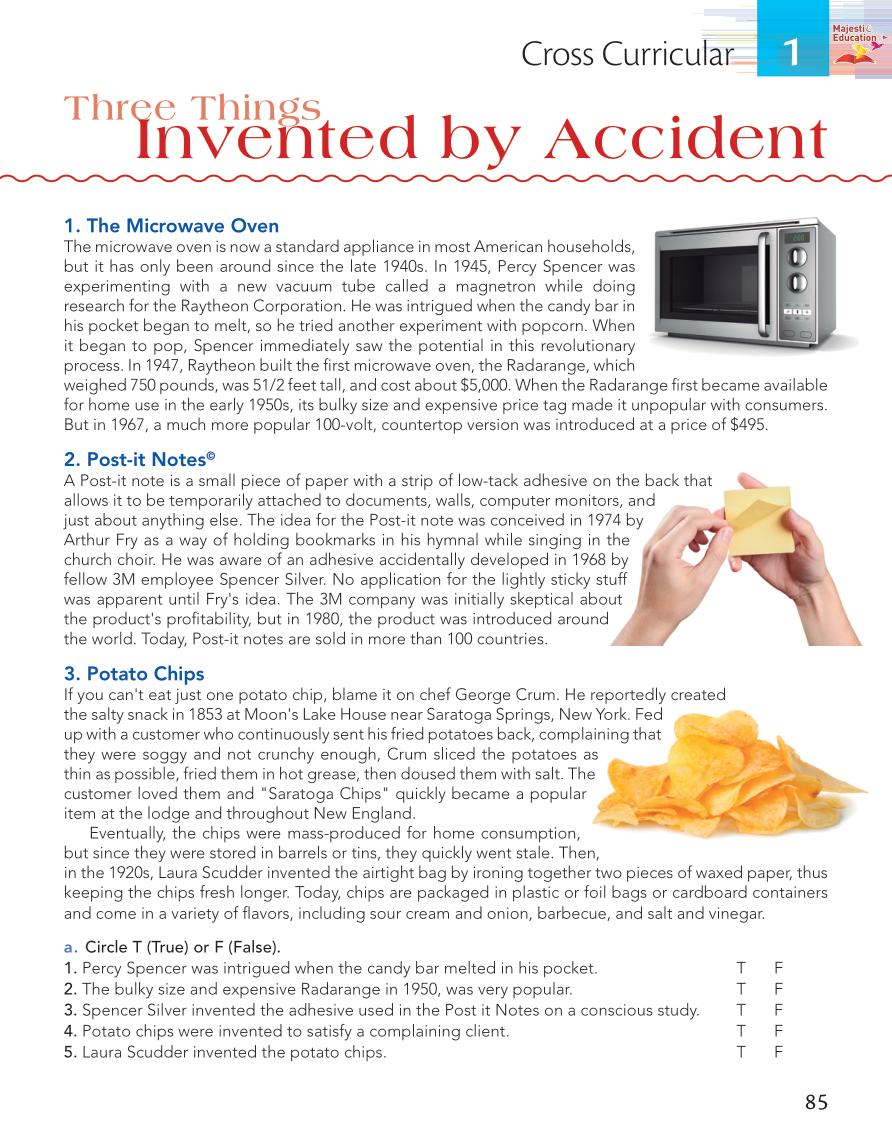 Cross Curricular 1
Majestic Education
Three Things
Invented by Accident
1. The Microwave Oven
The microwave oven is now a standard appliance in most American households,
but it has only been around since the late 1940s. In 1945, Percy Spencer was
experimenting with a new vacuum tube called a magnetron while doing
research for the Raytheon Corporation. He was intrigued when the candy bar in
his pocket began to melt, so he tried another experiment with popcorn. When
it began to pop, Spencer immediately saw the potential in this revolutionary
process. In 1947, Raytheon built the first microwave oven, the Radarange, which
weighed 750 pounds, was 51/2 feet tall, and cost about $5,000. When the Radarange first became available
for home use in the early 1950s, its bulky size and expensive price tag made it unpopular with consumers.
But in 1967, a much more popular 100-volt, countertop version was introduced at a price of $495.
2. Post-it Notes©
A Post-it note is a small piece of paper with a strip of low-tack adhesive on the back that
allows it to be temporarily attached to documents, walls, computer monitors, and
just about anything else. The idea for the Post-it note was conceived in 1974 by
Arthur Fry as a way of holding bookmarks in his hymnal while singing in the
church choir. He was aware of an adhesive accidentally developed in 1968 by
fellow 3M employee Spencer Silver. No application for the lightly sticky stuff
was apparent until Fry's idea. The 3M company was initially skeptical about
the product's profitability, but in 1980, the product was introduced around
the world. Today, Post-it notes are sold in more than 100 countries.
3. Potato Chips
If you can't eat just one potato chip, blame it on chef George Crum. He reportedly created
the salty snack in 1853 at Moon's Lake House near Saratoga Springs, New York. Fed
up with a customer who continuously sent his fried potatoes back, complaining that
they were soggy and not crunchy enough, Crum sliced the potatoes as
thin as possible, fried them in hot grease, then doused them with salt. The
customer loved them and "Saratoga Chips" quickly became a popular
item at the lodge and throughout New England.
Eventually, the chips were mass-produced for home consumption,
but since they were stored in barrels or tins, they quickly went stale. Then,
in the 1920s, Laura Scudder invented the airtight bag by ironing together two pieces of waxed paper, thus
keeping the chips fresh longer. Today, chips are packaged in plastic or foil bags or cardboard containers
and come in a variety of flavors, including sour cream and onion, barbecue, and salt and vinegar.
a. Circle T (True) or F (False).
1. Percy Spencer was intrigued when the candy bar melted in his pocket. T F
2. The bulky size and expensive Radarange in 1950, was very popular. T F
3. Spencer Silver invented the adhesive used in the Post it Notes on a conscious study. T F
4. Potato chips were invented to satisfy a complaining client. T F
5. Laura Scudder invented the potato chips. T F
85